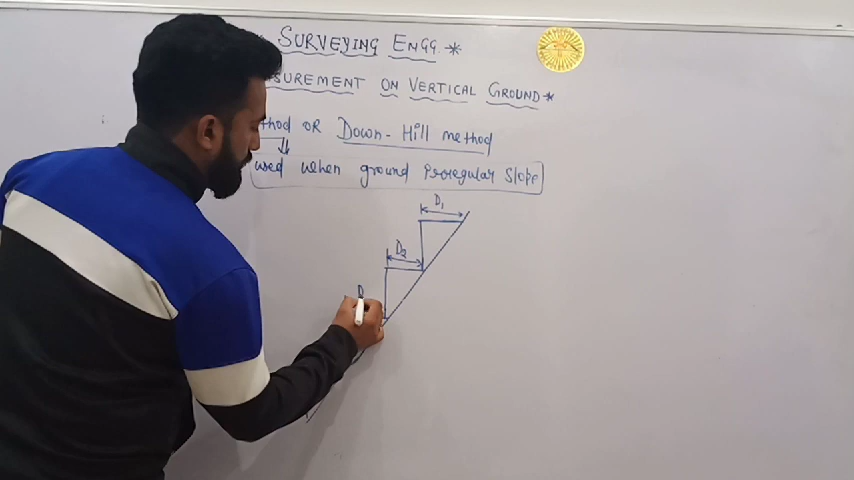 SURVEYING ENGG. *
SUREMENT ON VERTICAL GROUND *
thod OR Down-Hill method
used when ground irregular slope
D1
D2
D